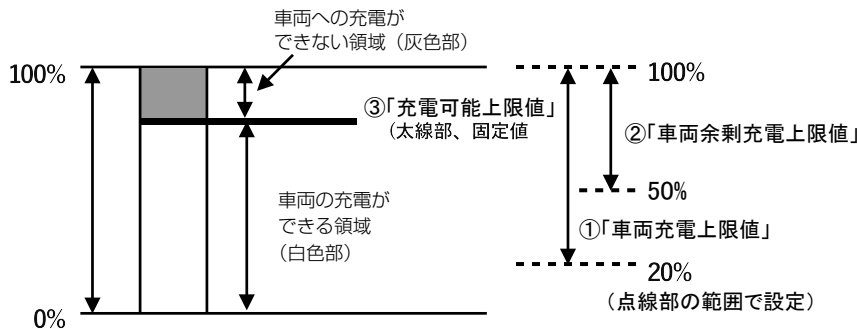 車両への充電が
できない領域（灰色部）
100%
③「充電可能上限値」
（太線部、固定値
車両の充電が
できる領域
（白色部）
0%
100%
②「車両余剰充電上限値」
50%
①「車両充電上限値」
20%
（点線部の範囲で設定）